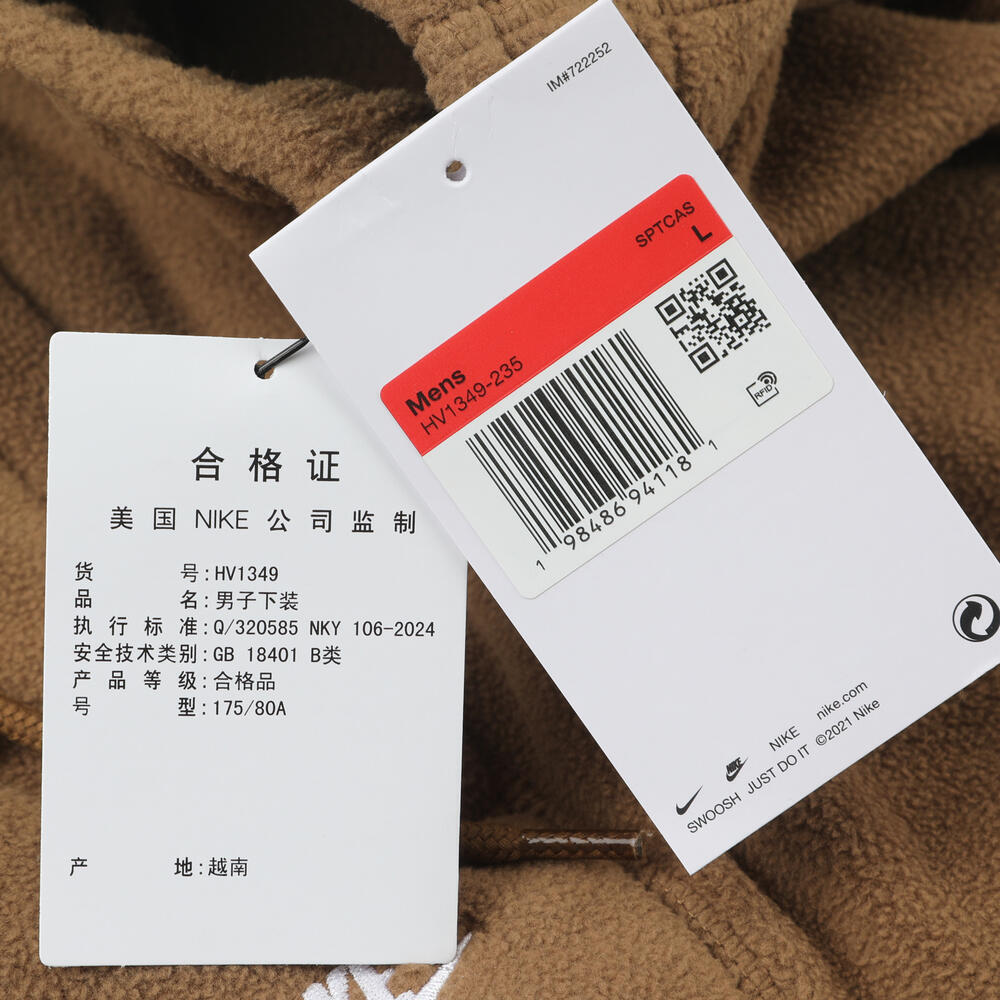 IM#722252
SPTCAS
L
Mens
HV1349-235
RFID
1 98486 94118 1
NIKE nike.com
SWOOSH JUST DO IT ©2021 Nike
NIKE
合格证
美国 NIKE 公司监制
货号:HV1349
品名:男子下装
执行标准:Q/320585 NKY 106-2024
安全技术类别:GB 18401 B类
产品等级:合格品
号型:175/80A
产地:越南